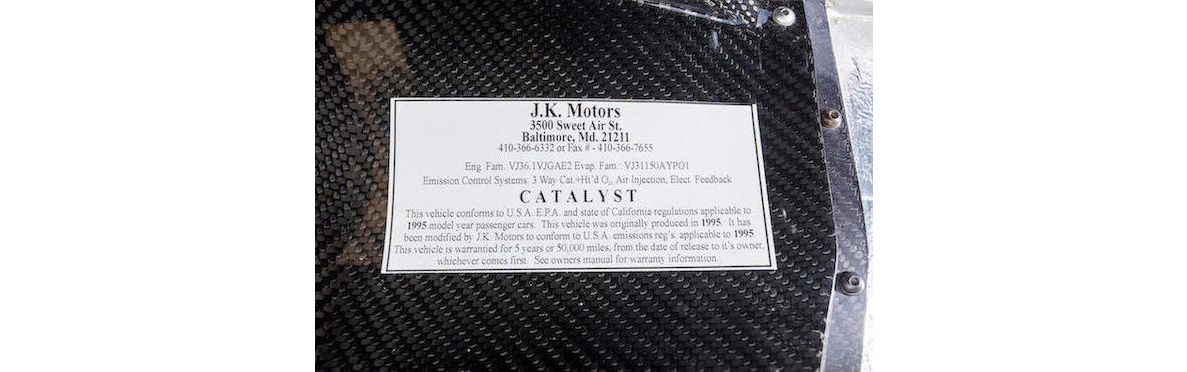 J.K. Motors
3500 Sweet Air St.
Baltimore, Md. 21211
410-366-6332 or Fax # - 410-366-7655
Eng. Fam.: VJ36.1VJGAE2 Evap. Fam.: VJ31150AYPO1
Emission Control Systems: 3 Way Cat.+Ht'd O₂, Air Injection, Elect. Feedback
CATALYST
This vehicle conforms to U.S.A. E.P.A. and state of California regulations applicable to
1995 model year passenger cars. This vehicle was originally produced in 1995. It has
been modified by J.K. Motors to conform to U.S.A. emissions reg's. applicable to 1995.
This vehicle is warrantied for 5 years or 50,000 miles, from the date of release to it's owner,
whichever comes first. See owners manual for warranty information.